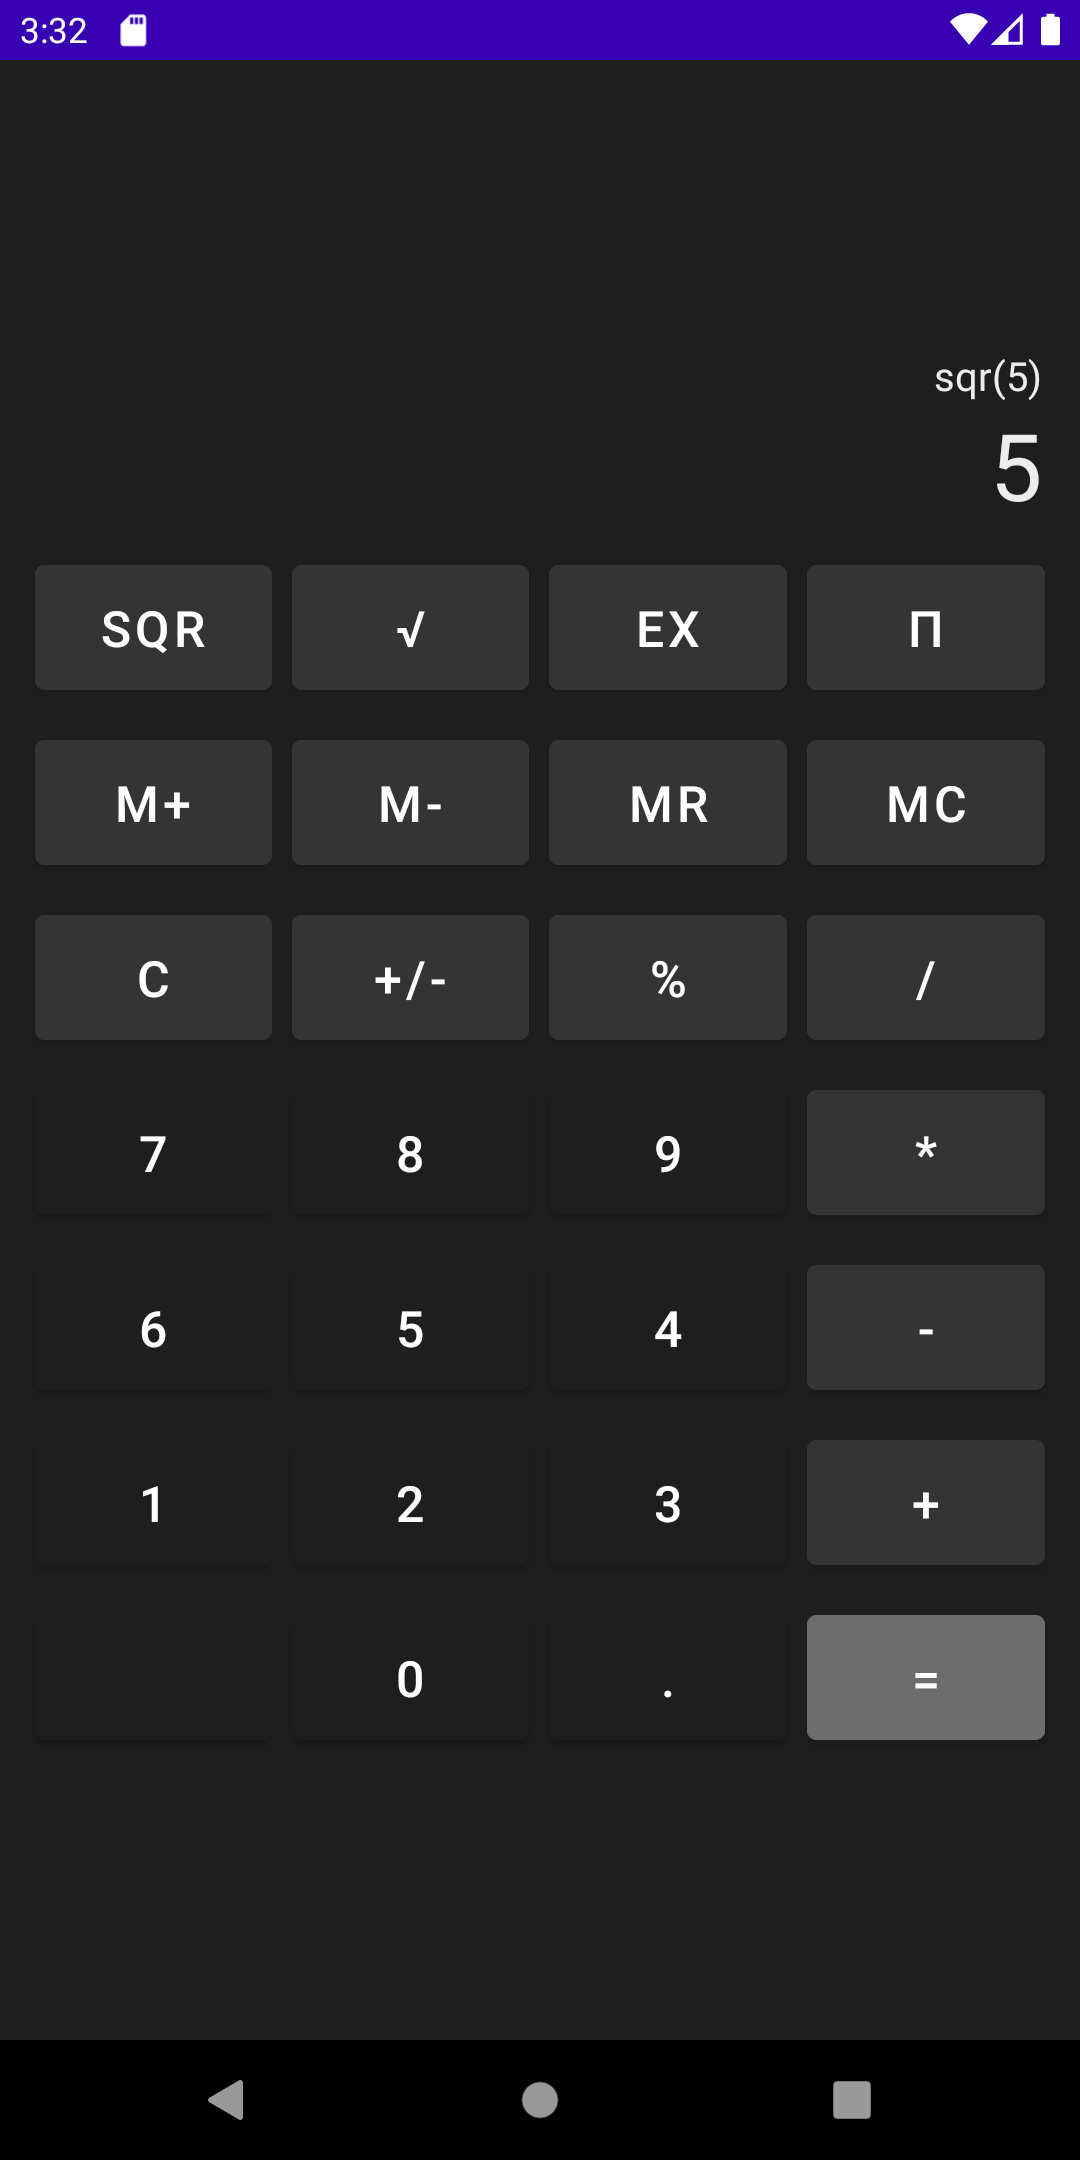 3:32
sqr(5)
5
SQR √ EX П
M+ M- MR MC
C +/- % /
7 8 9 *
6 5 4 -
1 2 3 +
0 . =